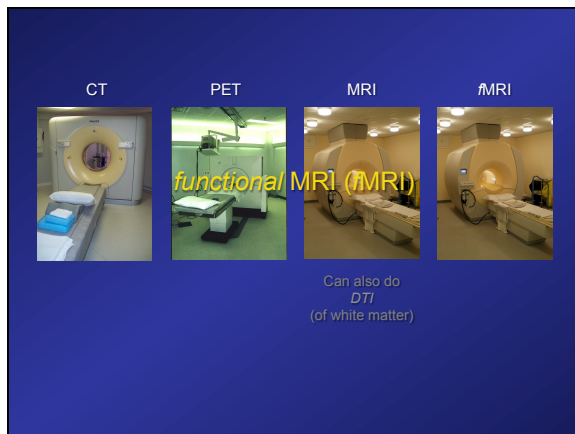 CT
PET
MRI
fMRI
functional MRI (fMRI)
Can also do
DTI
(of white matter)